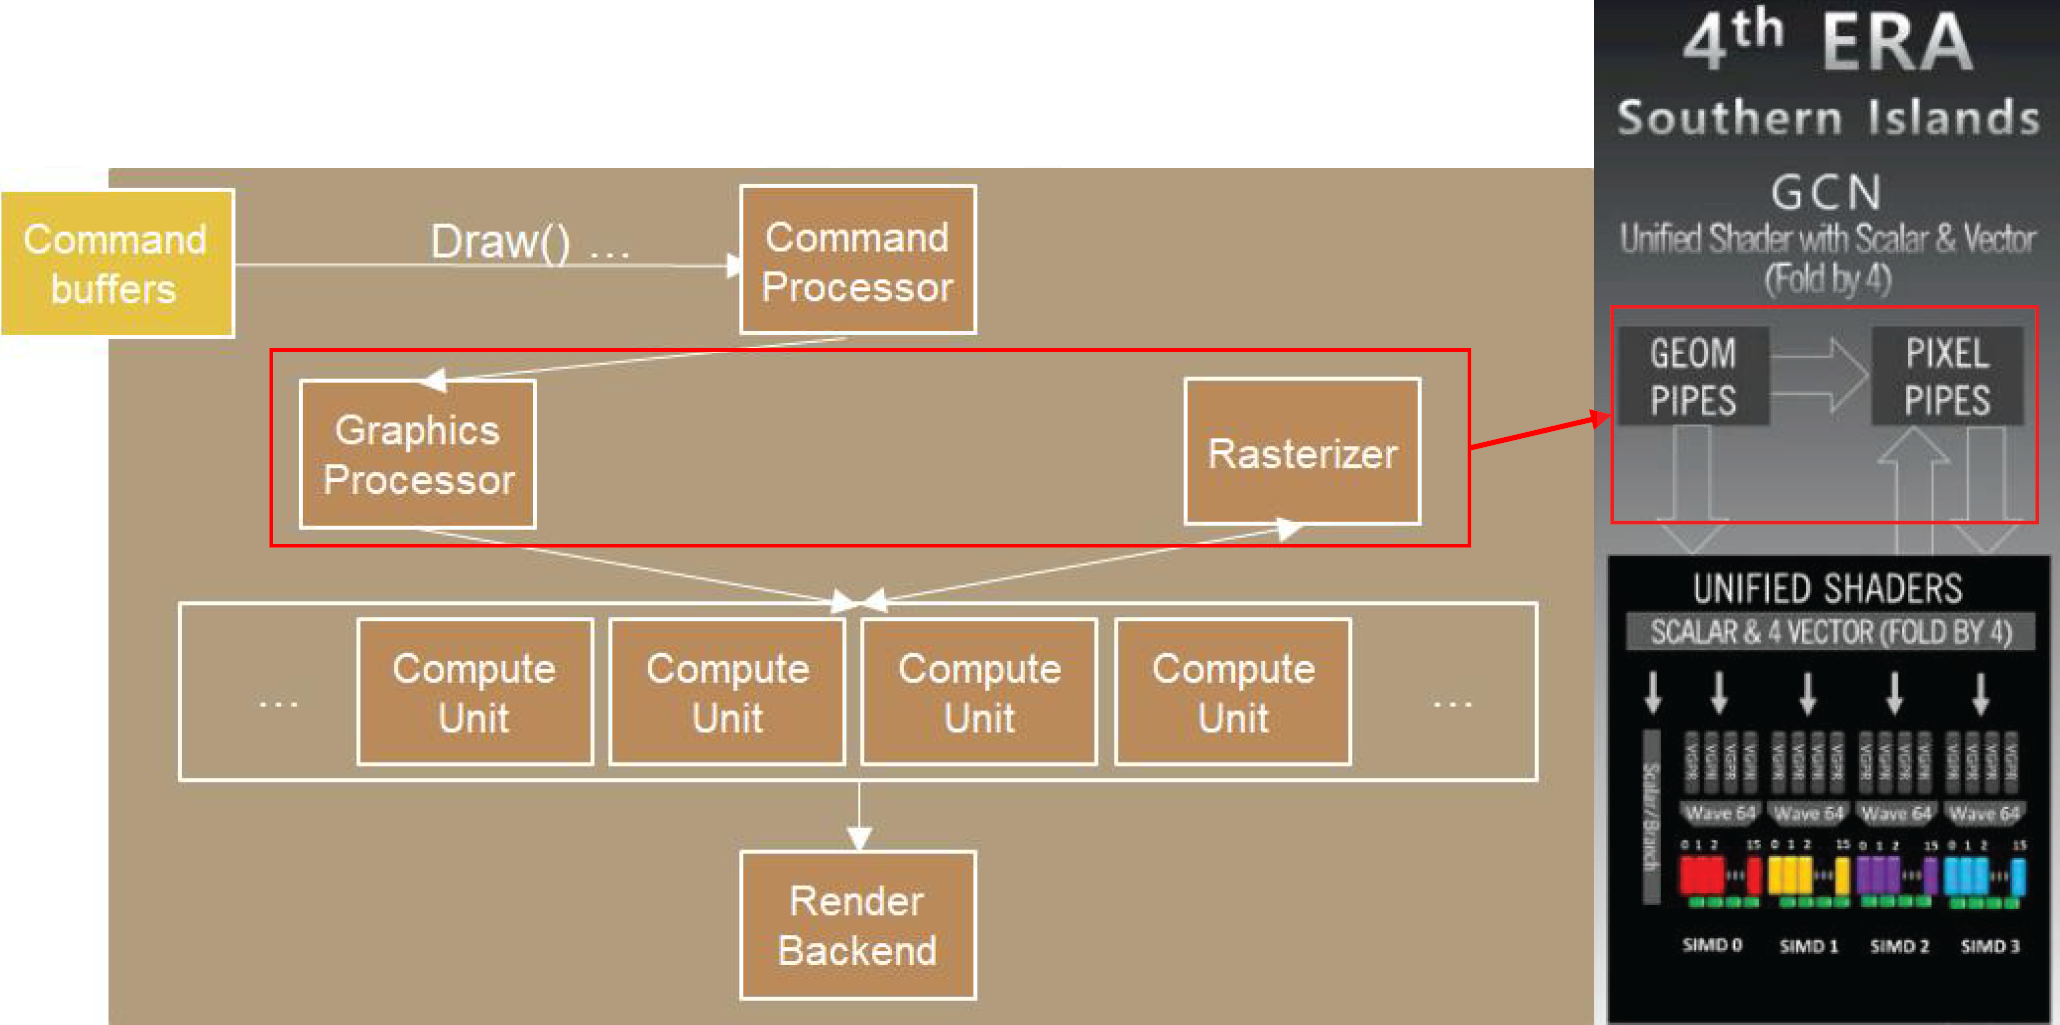 Command
buffers
Draw() ...
Command
Processor
Graphics
Processor
Rasterizer
...
Compute
Unit
Compute
Unit
Compute
Unit
Compute
Unit
...
Render
Backend
4th ERA
Southern Islands
GCN
Unified Shader with Scalar & Vector
(Fold by 4)
GEOM
PIPES
PIXEL
PIPES
UNIFIED SHADERS
SCALAR & 4 VECTOR (FOLD BY 4)
Scalar/Branch
VGPR VGPR VGPR VGPR VGPR VGPR VGPR VGPR VGPR VGPR VGPR VGPR VGPR VGPR VGPR VGPR
Wave 64 Wave 64 Wave 64 Wave 64
0 1 2 15 0 1 2 15 0 1 2 15 0 1 2 15
SIMD 0 SIMD 1 SIMD 2 SIMD 3